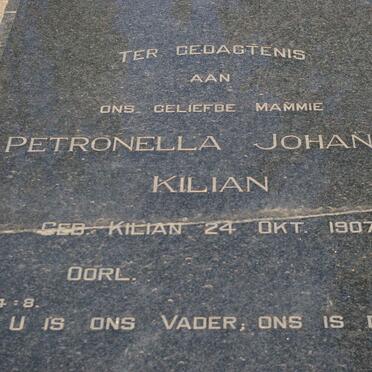 TER GEDAGTENIS
AAN
ONS GELIEFDE MAMMIE
PETRONELLA JOHAN
KILIAN
GEB. KILIAN 24 OKT. 1907
OORL.
4:8.
U IS ONS VADER; ONS IS